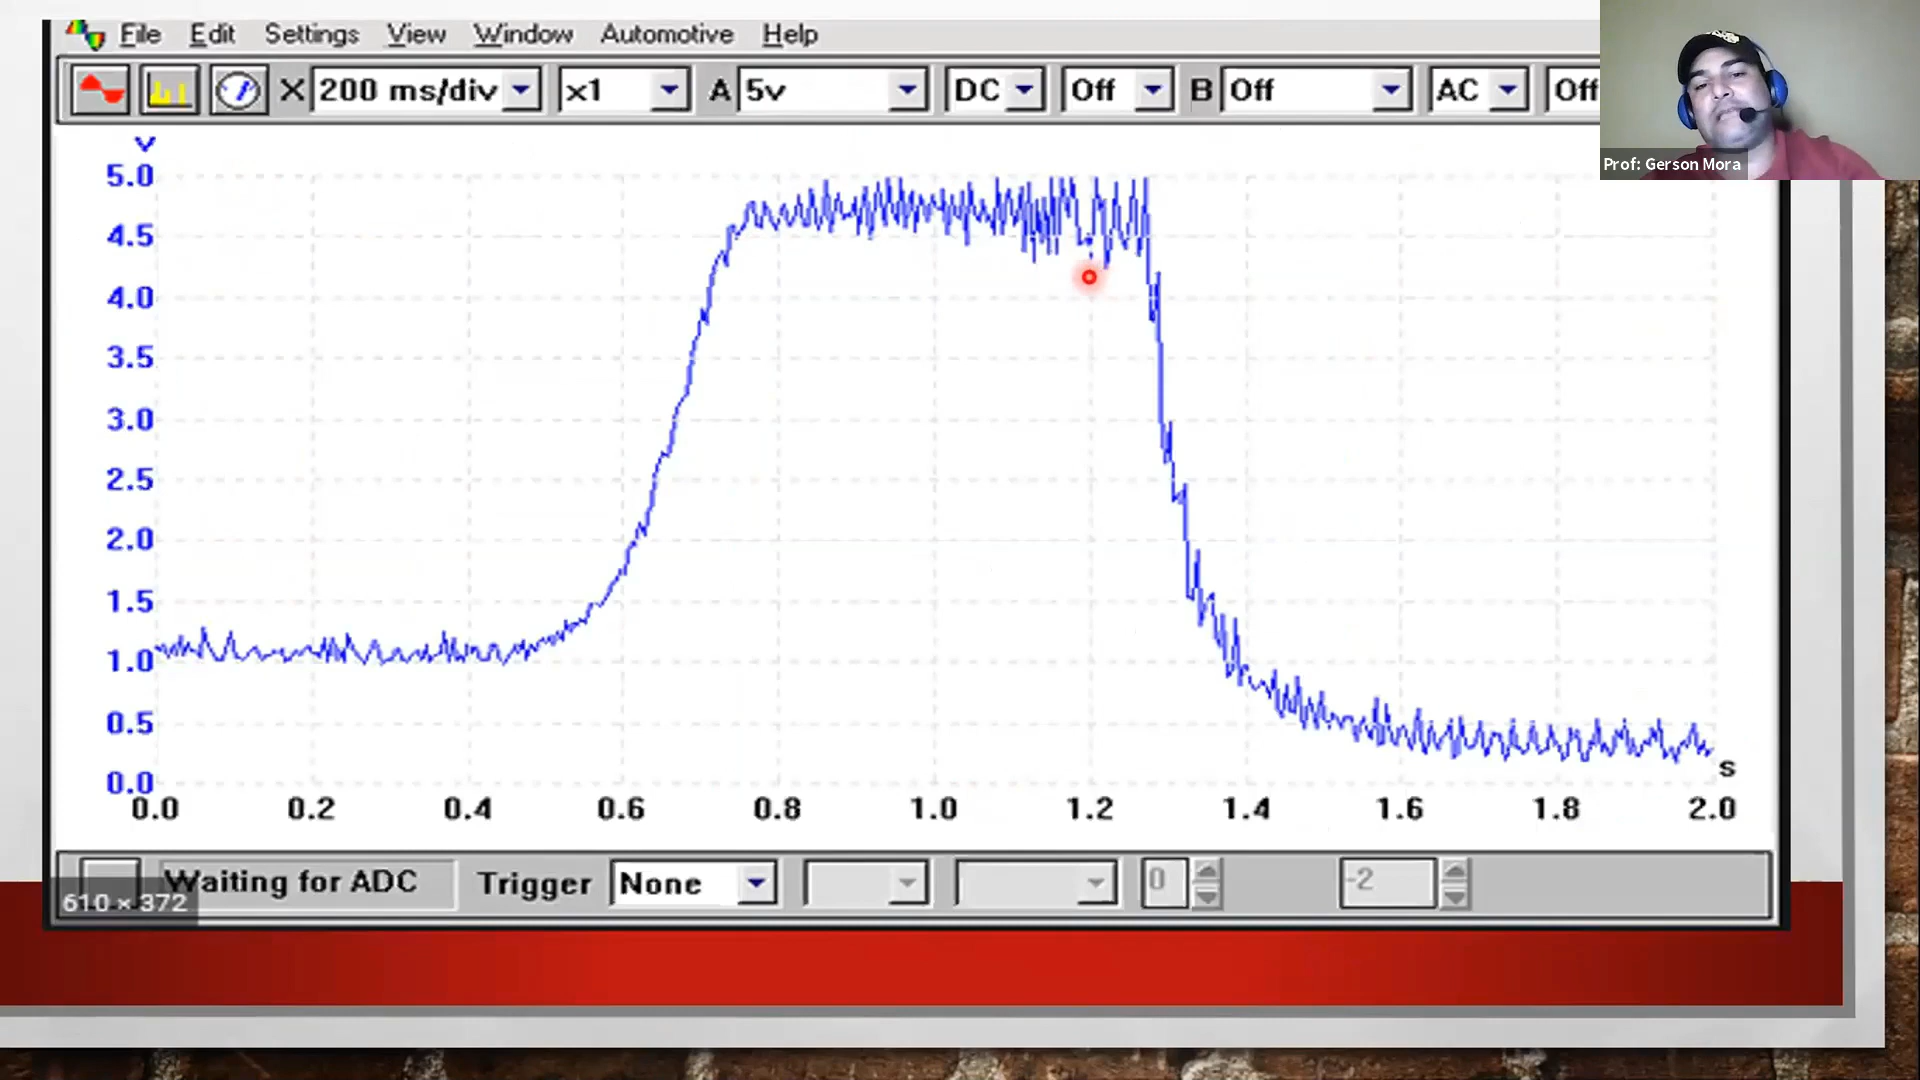 File Edit Settings View Window Automotive Help
X 200 ms/div x1 A 5v DC Off B Off AC Off
Prof: Gerson Mora
v
5.0
4.5
4.0
3.5
3.0
2.5
2.0
1.5
1.0
0.5
0.0
s
0.0 0.2 0.4 0.6 0.8 1.0 1.2 1.4 1.6 1.8 2.0
Waiting for ADC Trigger None 0 -2
610 × 372